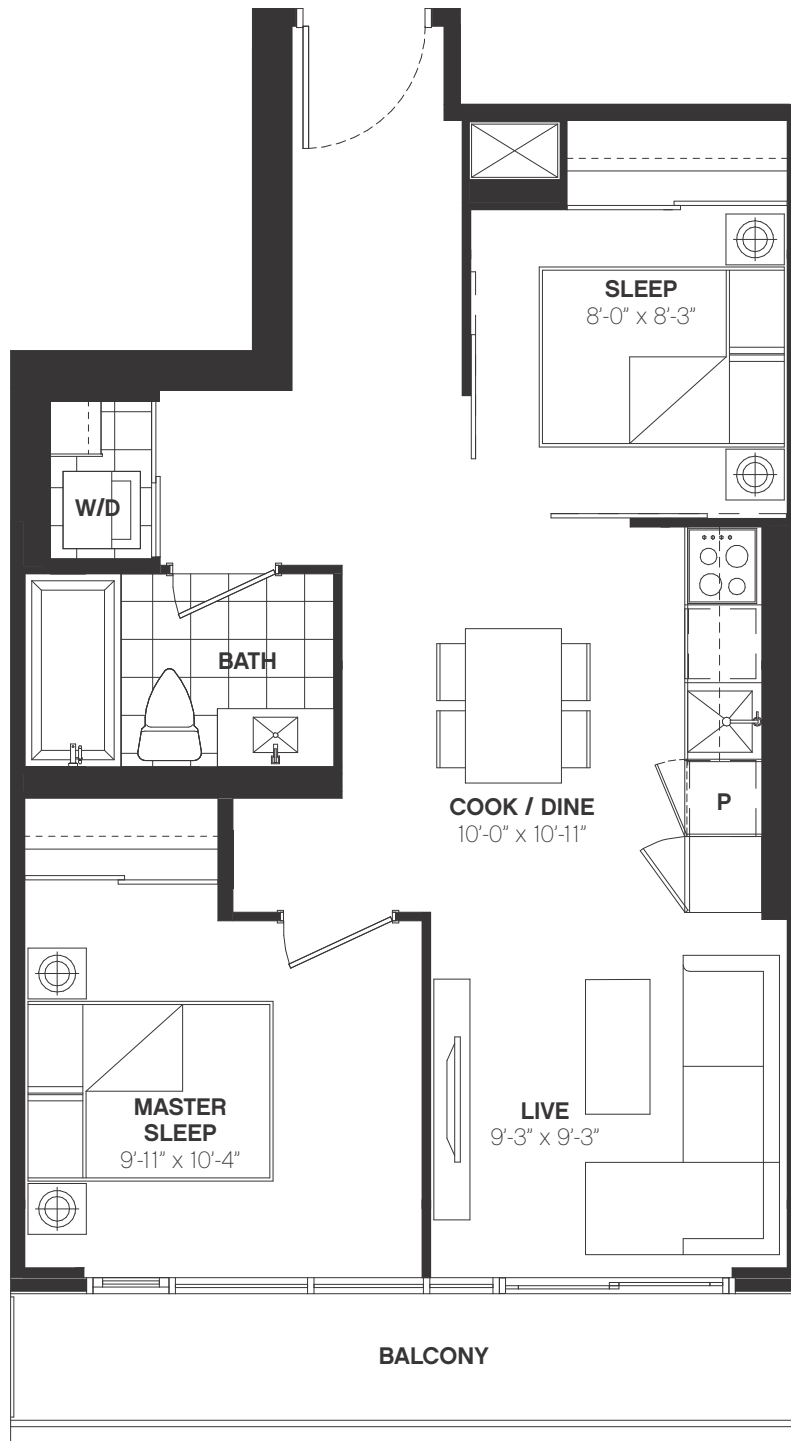 SLEEP
8'-0" x 8'-3"
W/D
BATH
COOK / DINE
10'-0" x 10'-11"
P
MASTER
SLEEP
9'-11" x 10'-4"
LIVE
9'-3" x 9'-3"
BALCONY